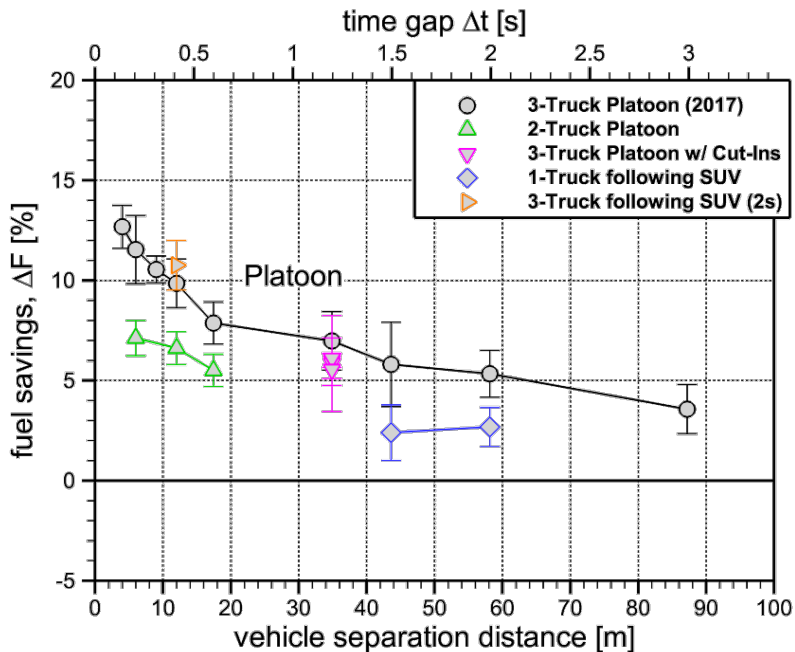 time gap Δt [s]
0 0.5 1 1.5 2 2.5 3
20
15
10
5
0
-5
fuel savings, ΔF [%]
3-Truck Platoon (2017)
2-Truck Platoon
3-Truck Platoon w/ Cut-Ins
1-Truck following SUV
3-Truck following SUV (2s)
Platoon
0 10 20 30 40 50 60 70 80 90 100
vehicle separation distance [m]